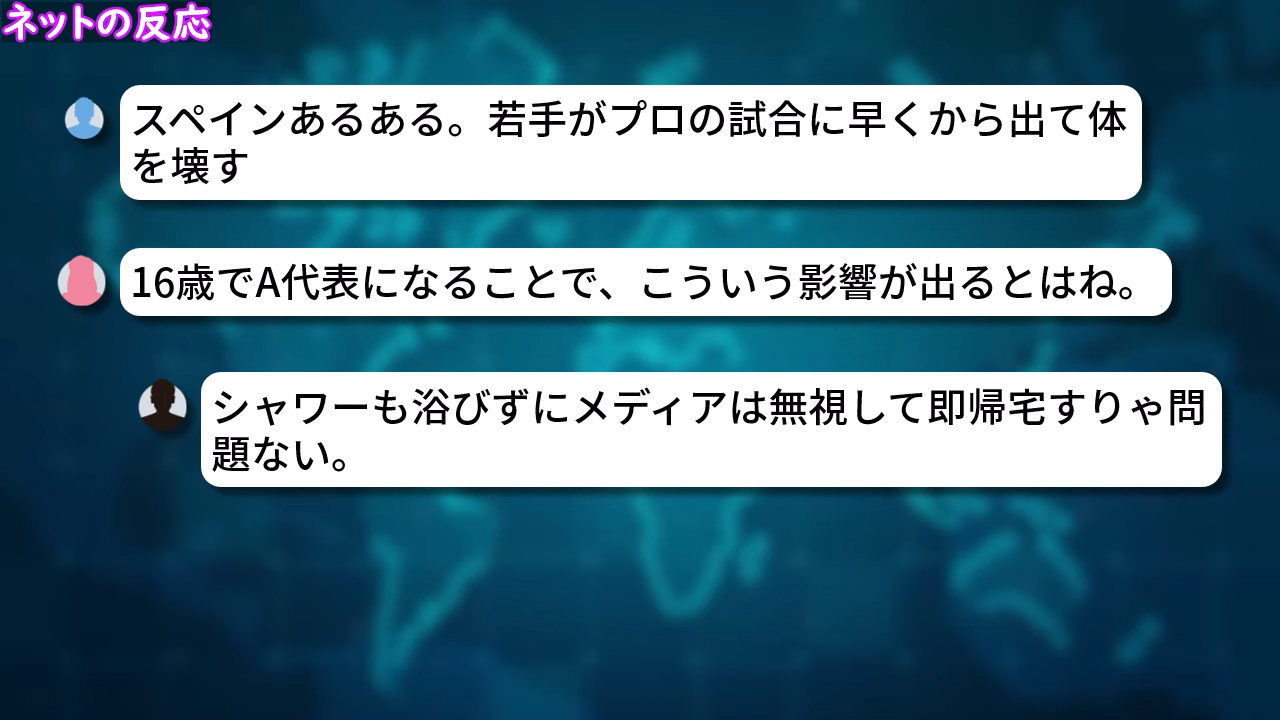 ネットの反応
スペインあるある。若手がプロの試合に早くから出て体
を壊す
16歳でA代表になることで、こういう影響が出るとはね。
シャワーも浴びずにメディアは無視して即帰宅すりゃ問
題ない。